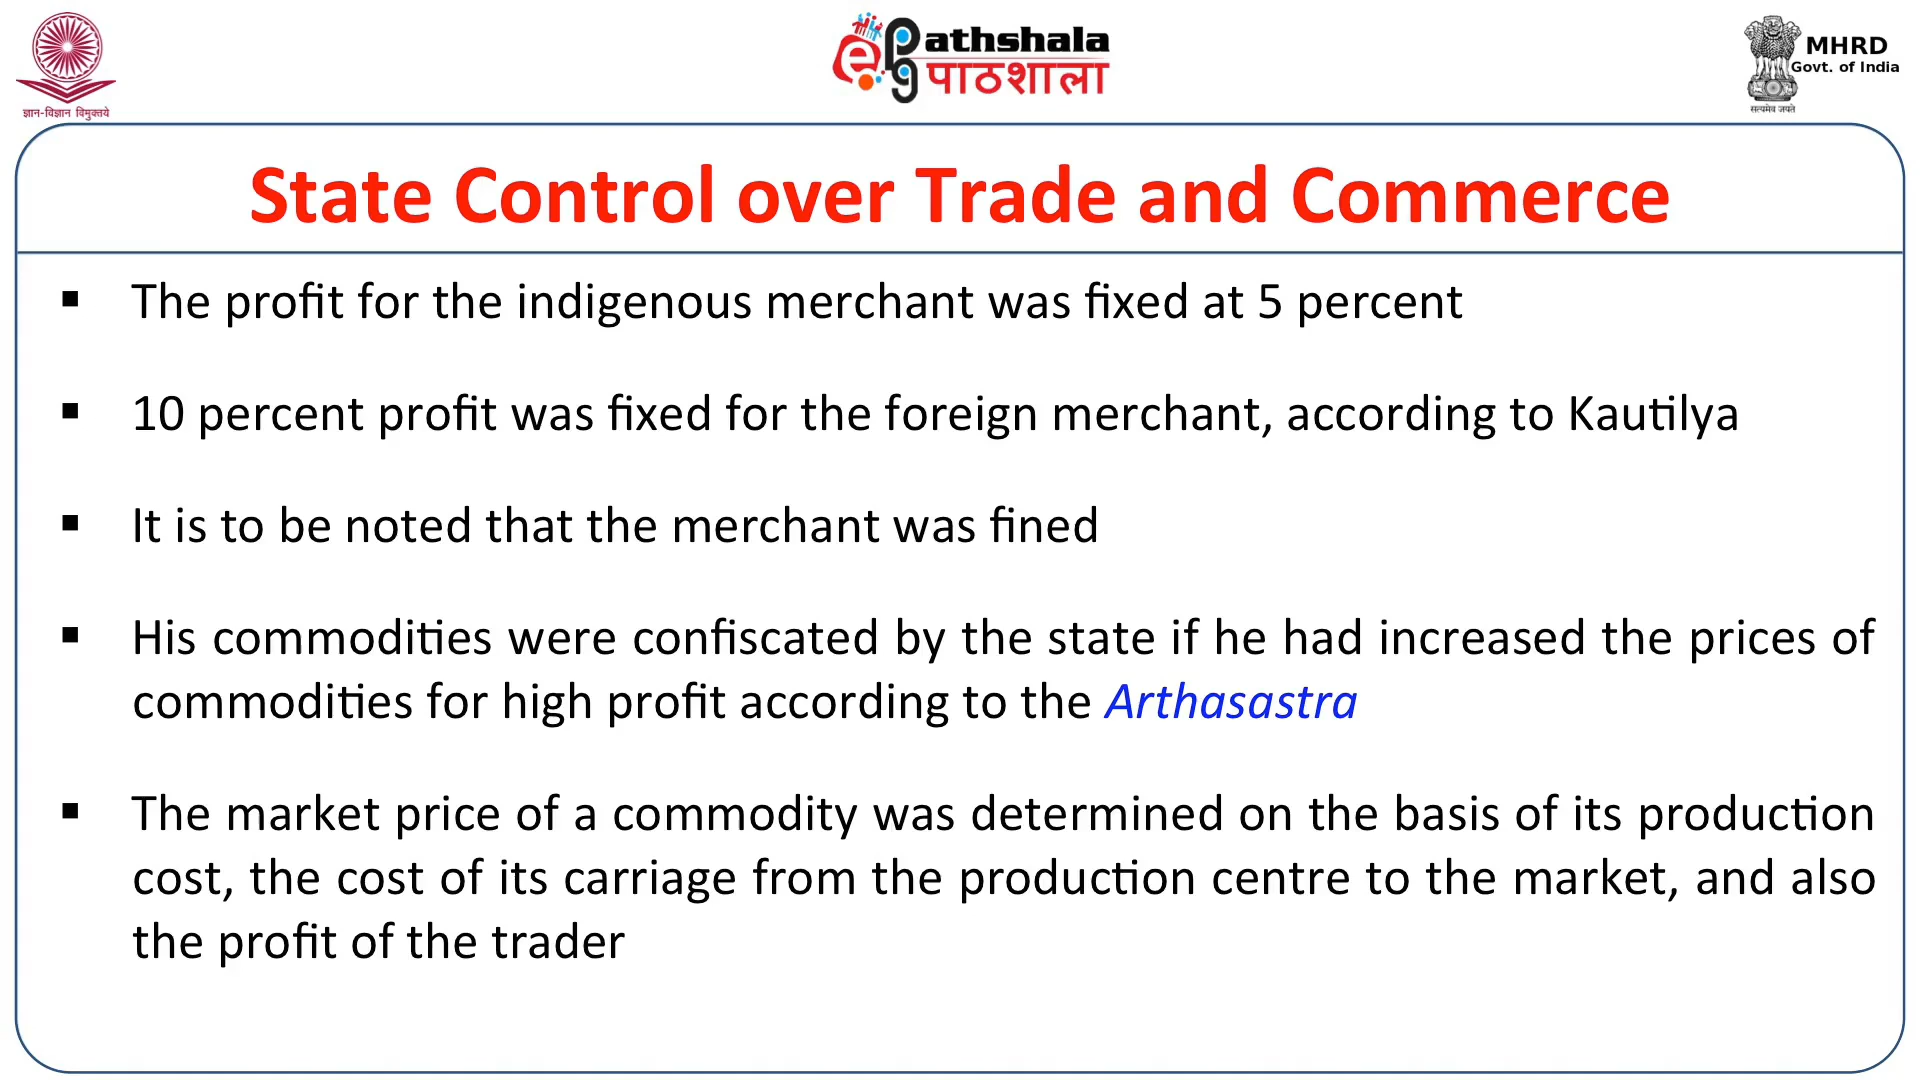 ज्ञान-विज्ञान विमुक्तये
ePG Pathshala
पाठशाला
MHRD
Govt. of India
सत्यमेव जयते
State Control over Trade and Commerce
▪ The profit for the indigenous merchant was fixed at 5 percent
▪ 10 percent profit was fixed for the foreign merchant, according to Kautilya
▪ It is to be noted that the merchant was fined
▪ His commodities were confiscated by the state if he had increased the prices of
commodities for high profit according to the Arthasastra
▪ The market price of a commodity was determined on the basis of its production
cost, the cost of its carriage from the production centre to the market, and also
the profit of the trader